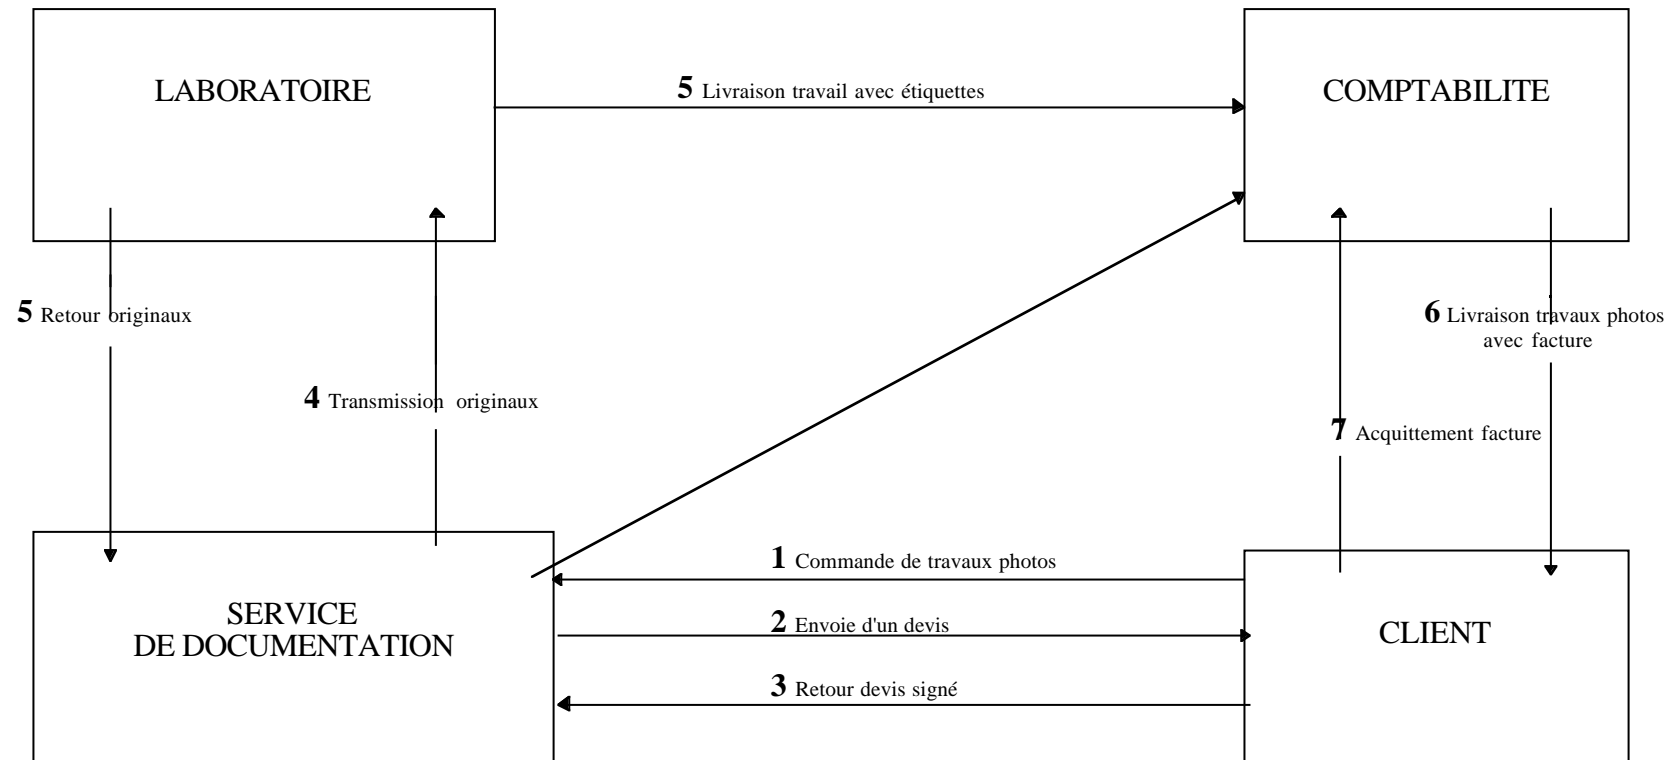 LABORATOIRE
5 Livraison travail avec étiquettes
COMPTABILITE
5 Retour originaux
6 Livraison travaux photos
avec facture
4 Transmission originaux
7 Acquittement facture
1 Commande de travaux photos
SERVICE
DE DOCUMENTATION
2 Envoie d'un devis
CLIENT
3 Retour devis signé